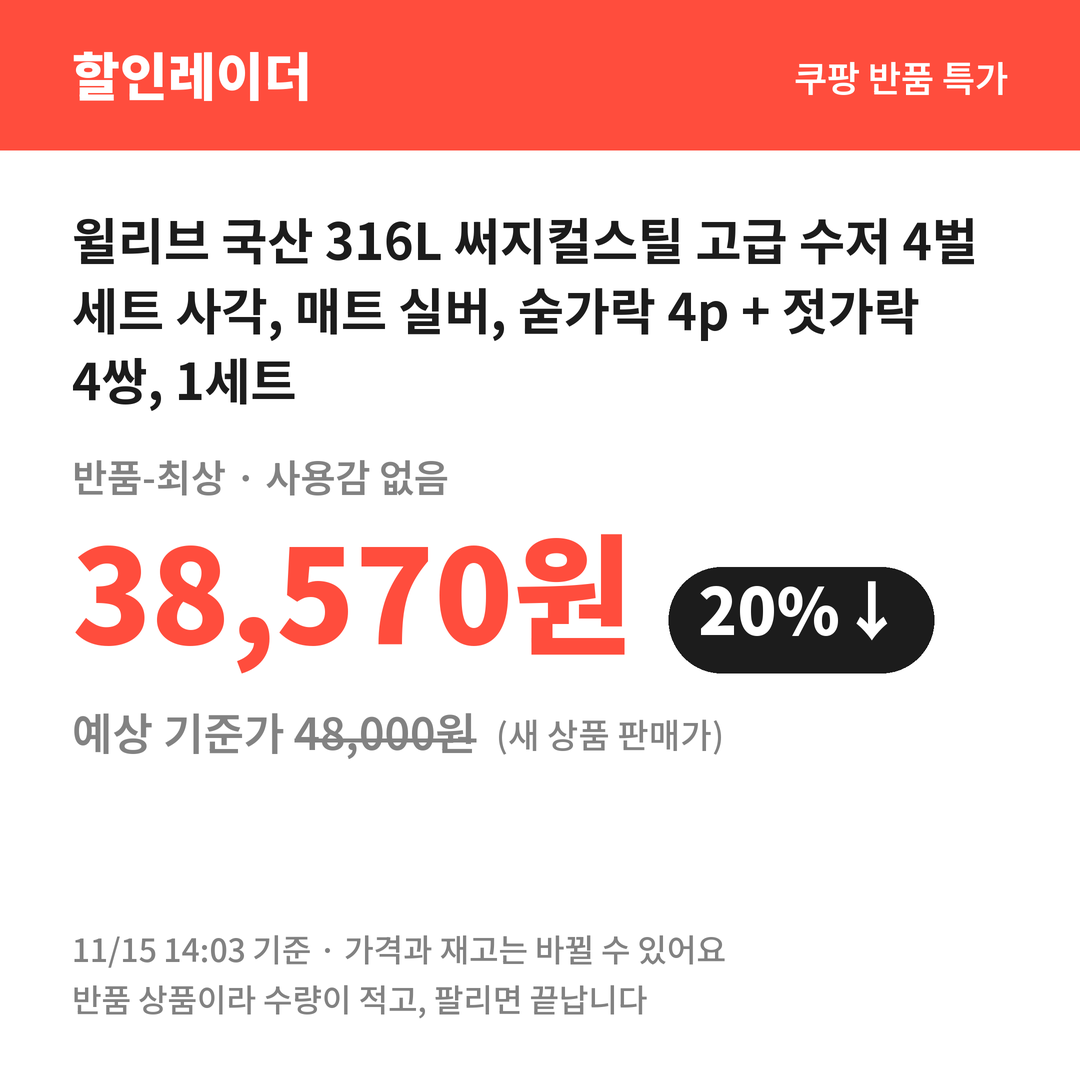 할인레이더
쿠팡 반품 특가
윌리브 국산 316L 써지컬스틸 고급 수저 4벌
세트 사각, 매트 실버, 숟가락 4p + 젓가락
4쌍, 1세트
반품-최상 · 사용감 없음
38,570원
20%↓
예상 기준가 48,000원 (새 상품 판매가)
11/15 14:03 기준 · 가격과 재고는 바뀔 수 있어요
반품 상품이라 수량이 적고, 팔리면 끝납니다